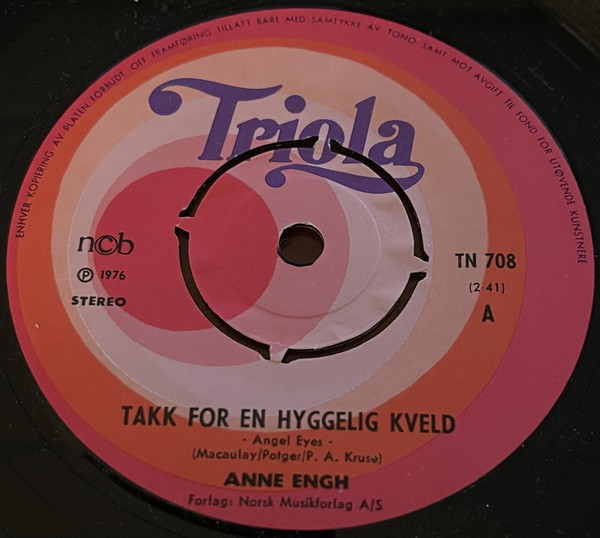 ENHVER KOPIERING AV PLATEN FORBUDT OFF FRAMFØRING TILLATT BARE MED SAMTYKKE AV TONO SAMT MOT AVGIFT TIL FOND FOR UTØVENDE KUNSTNERE
Triola
ncb
Ⓟ 1976
STEREO
TN 708
(2:41)
A
TAKK FOR EN HYGGELIG KVELD
- Angel Eyes -
(Macaulay/Potger/P. A. Kruse)
ANNE ENGH
Forlag: Norsk Musikforlag A/S